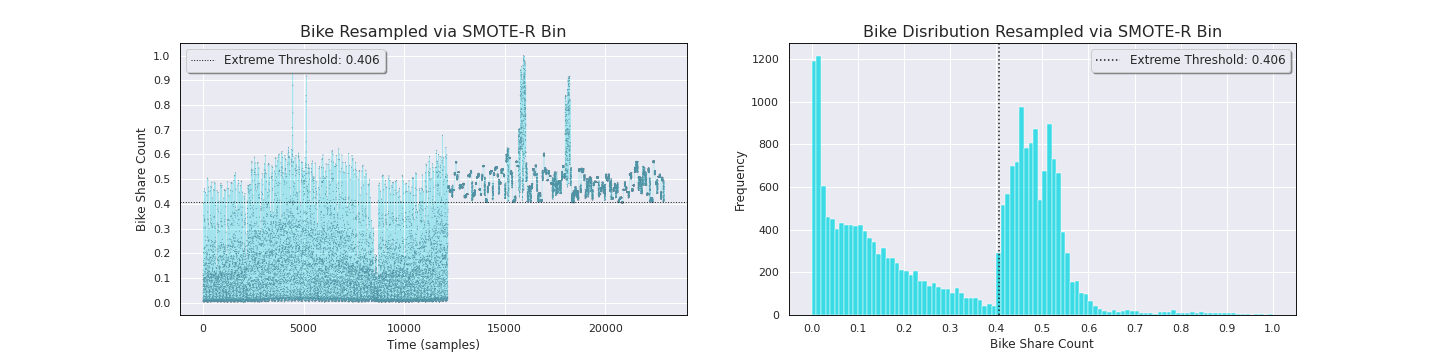 Bike Resampled via SMOTE-R Bin
Extreme Threshold: 0.406
1.0
0.9
0.8
0.7
0.6
0.5
0.4
0.3
0.2
0.1
0.0
Bike Share Count
0 5000 10000 15000 20000
Time (samples)
Bike Disribution Resampled via SMOTE-R Bin
Extreme Threshold: 0.406
1200
1000
800
600
400
200
0
Frequency
0.0 0.1 0.2 0.3 0.4 0.5 0.6 0.7 0.8 0.9 1.0
Bike Share Count